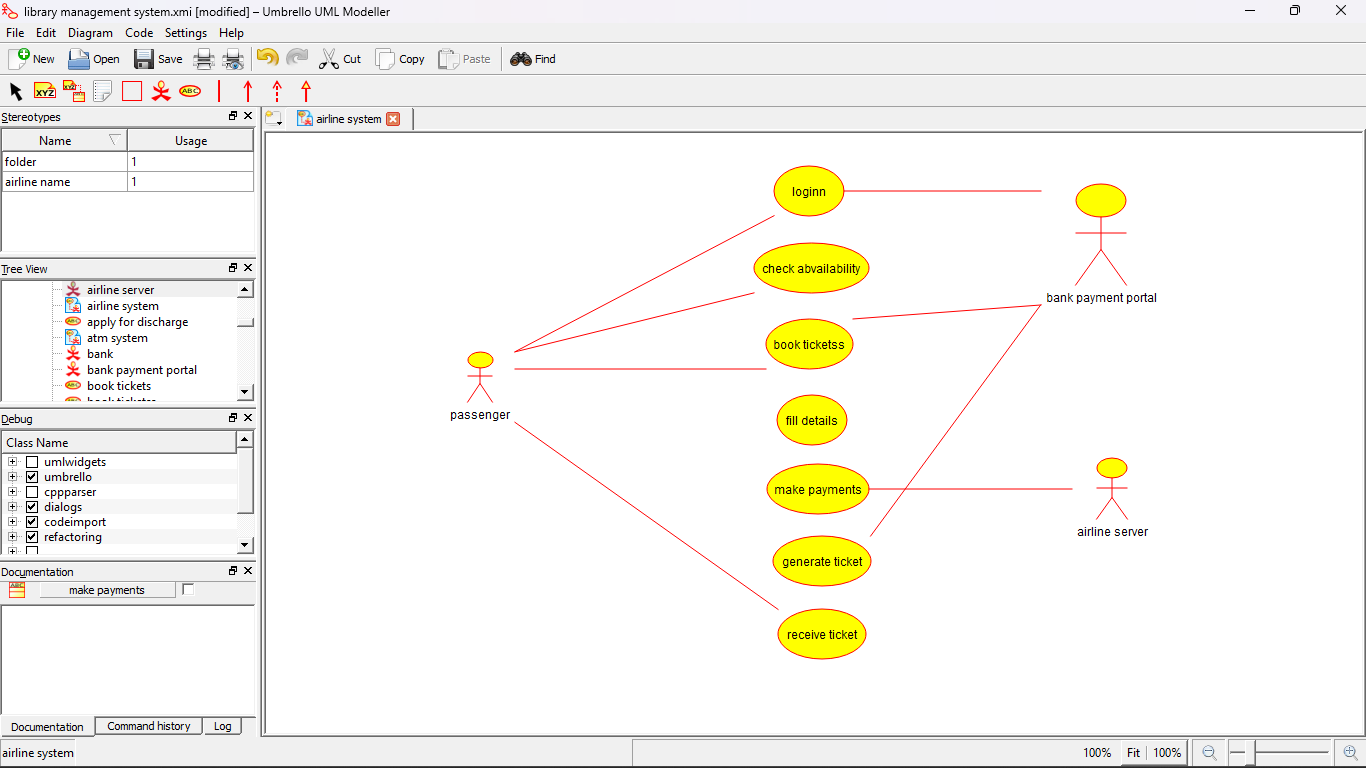 library management system.xmi [modified] – Umbrello UML Modeller
File Edit Diagram Code Settings Help
New Open Save Cut Copy Paste Find
XYZ XYZ ABC
Stereotypes
airline system
Name Usage
folder 1
airline name 1
Tree View
airline server
airline system
apply for discharge
atm system
bank
bank payment portal
book tickets
book ticketss
Debug
Class Name
umlwidgets
umbrello
cppparser
dialogs
codeimport
refactoring
Documentation
ABC
make payments
Documentation Command history Log
airline system
loginn
check abvailability
book ticketss
fill details
make payments
generate ticket
receive ticket
passenger
bank payment portal
airline server
100% Fit 100%